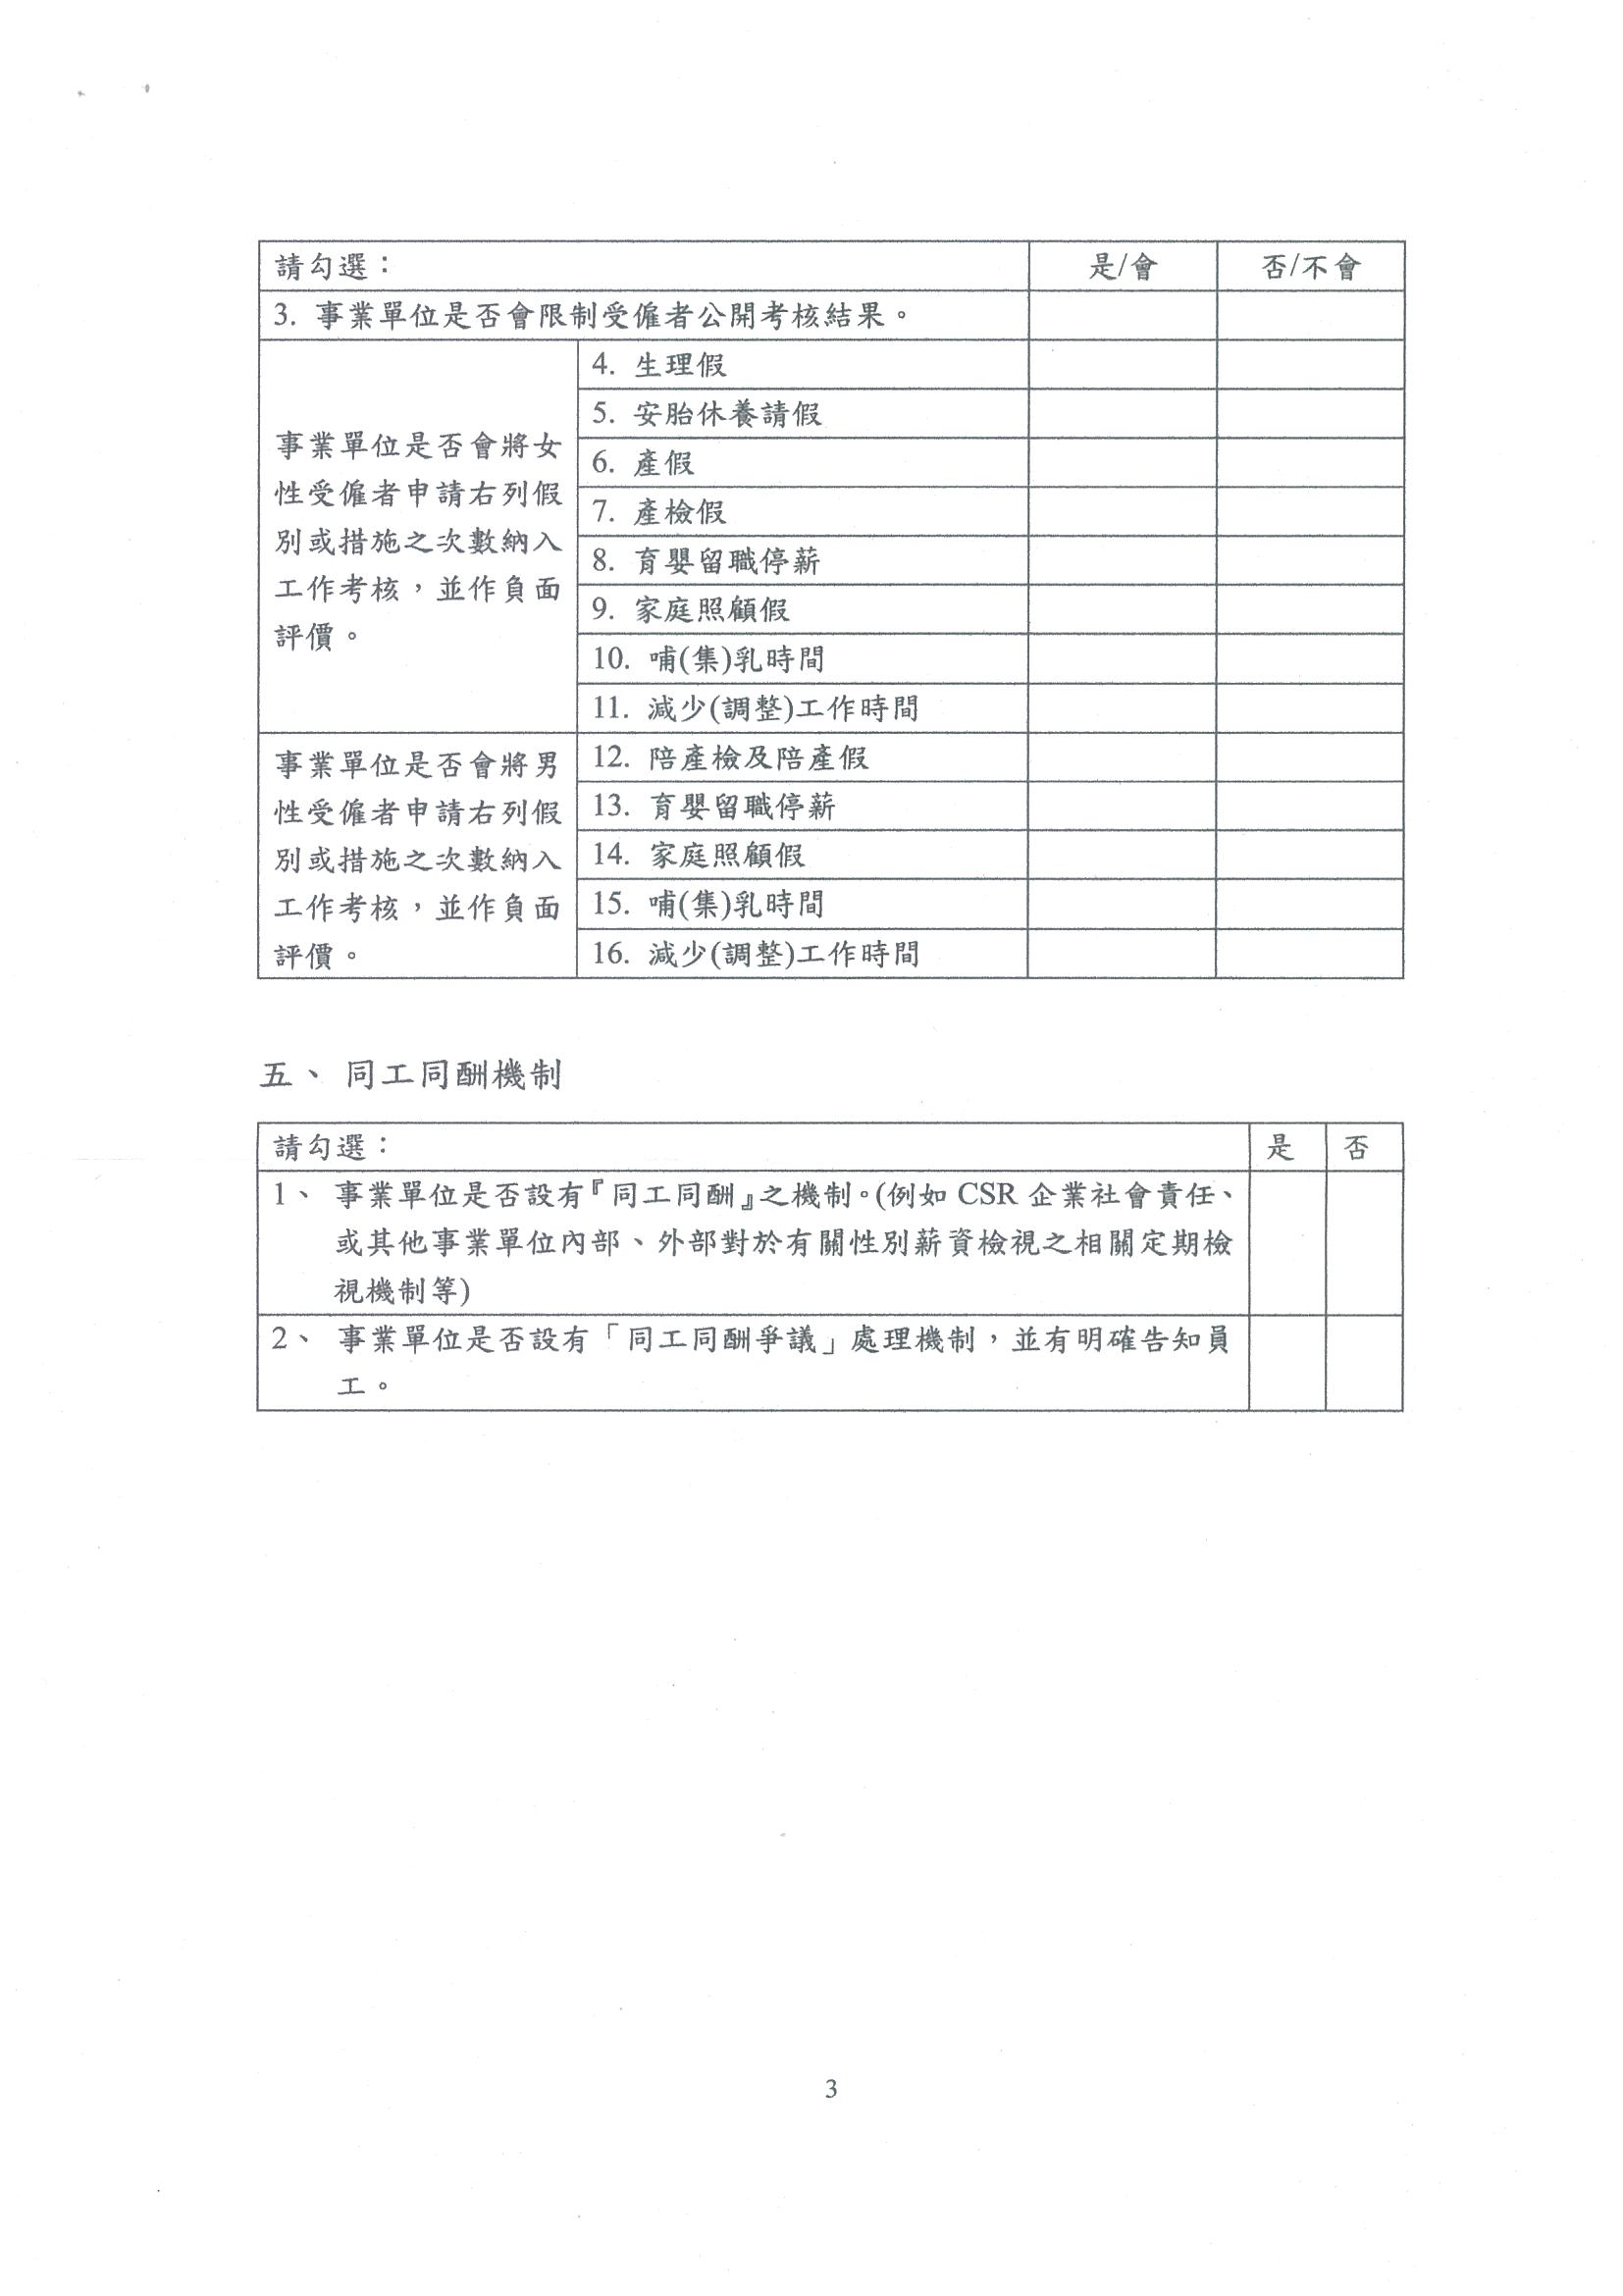 請勾選：　是/會　否/不會
3. 事業單位是否會限制受僱者公開考核結果。
事業單位是否會將女
性受僱者申請右列假
別或措施之次數納入
工作考核，並作負面
評價。
4. 生理假
5. 安胎休養請假
6. 產假
7. 產檢假
8. 育嬰留職停薪
9. 家庭照顧假
10. 哺(集)乳時間
11. 減少(調整)工作時間
事業單位是否會將男
性受僱者申請右列假
別或措施之次數納入
工作考核，並作負面
評價。
12. 陪產檢及陪產假
13. 育嬰留職停薪
14. 家庭照顧假
15. 哺(集)乳時間
16. 減少(調整)工作時間
五、 同工同酬機制
請勾選：　是　否
1、 事業單位是否設有『同工同酬』之機制。(例如 CSR 企業社會責任、
或其他事業單位內部、外部對於有關性別薪資檢視之相關定期檢
視機制等)
2、 事業單位是否設有「同工同酬爭議」處理機制，並有明確告知員
工。
3